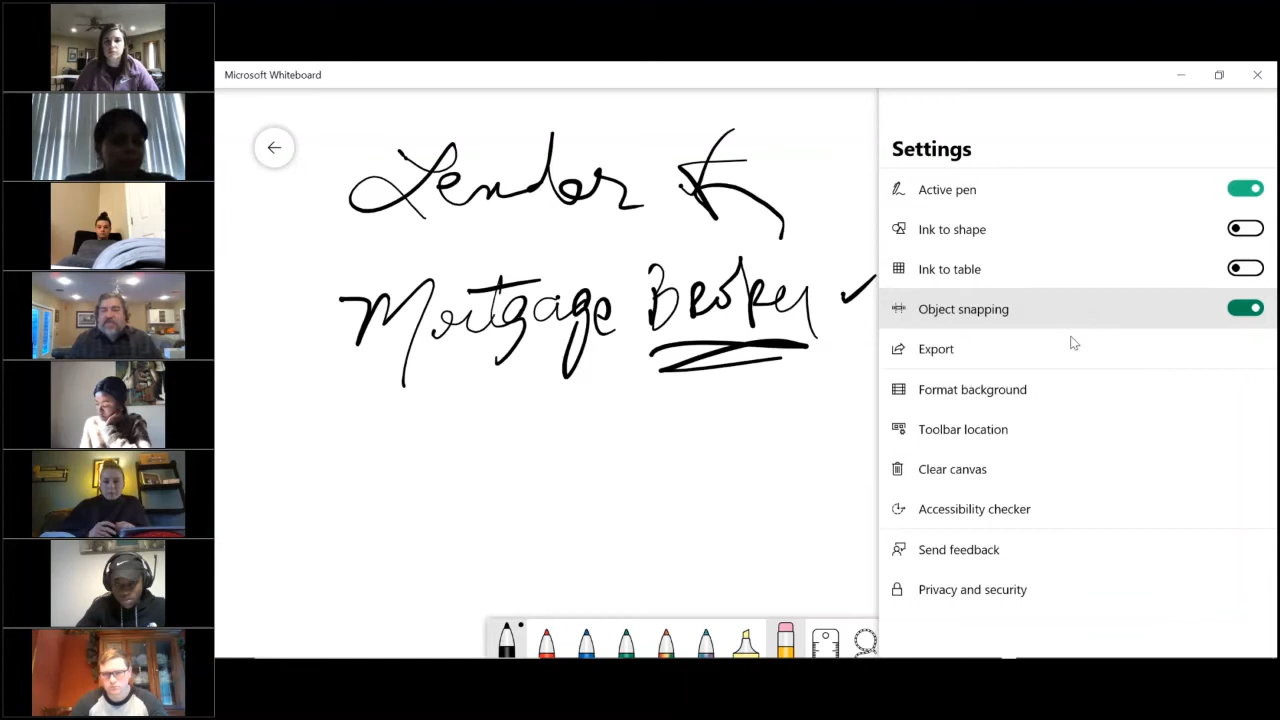 Microsoft Whiteboard
Settings
Lender
Active pen
Ink to shape
Ink to table
Mortgage Broker ✓
Object snapping
Export
Format background
Toolbar location
Clear canvas
Accessibility checker
Send feedback
Privacy and security